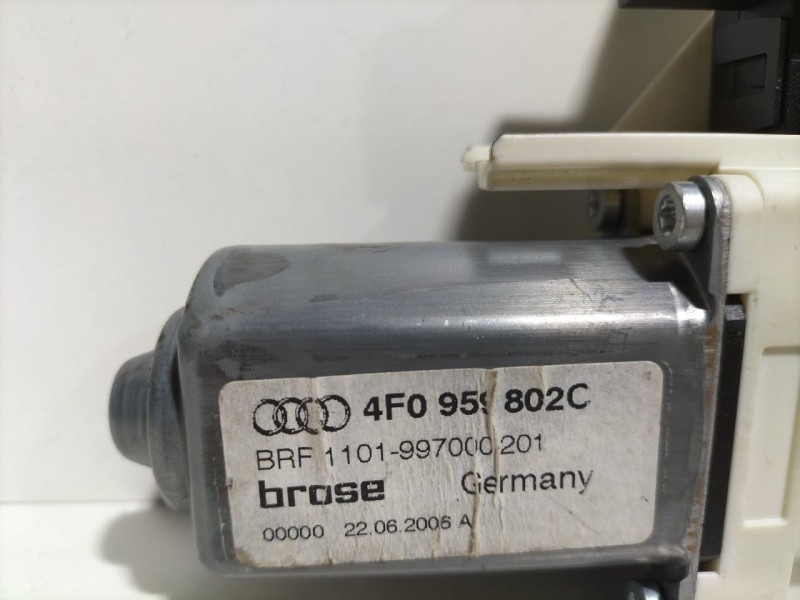 4F0 959 802C
BRF 1101-997000 201
brose Germany
00000 22.06.2006 A